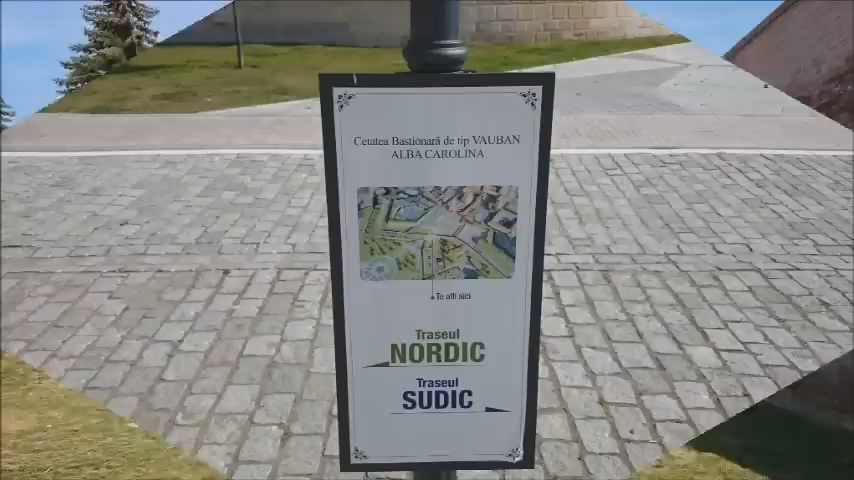 Cetatea Bastionară de tip VAUBAN
ALBA CAROLINA
Te afli aici
Traseul
NORDIC
Traseul
SUDIC